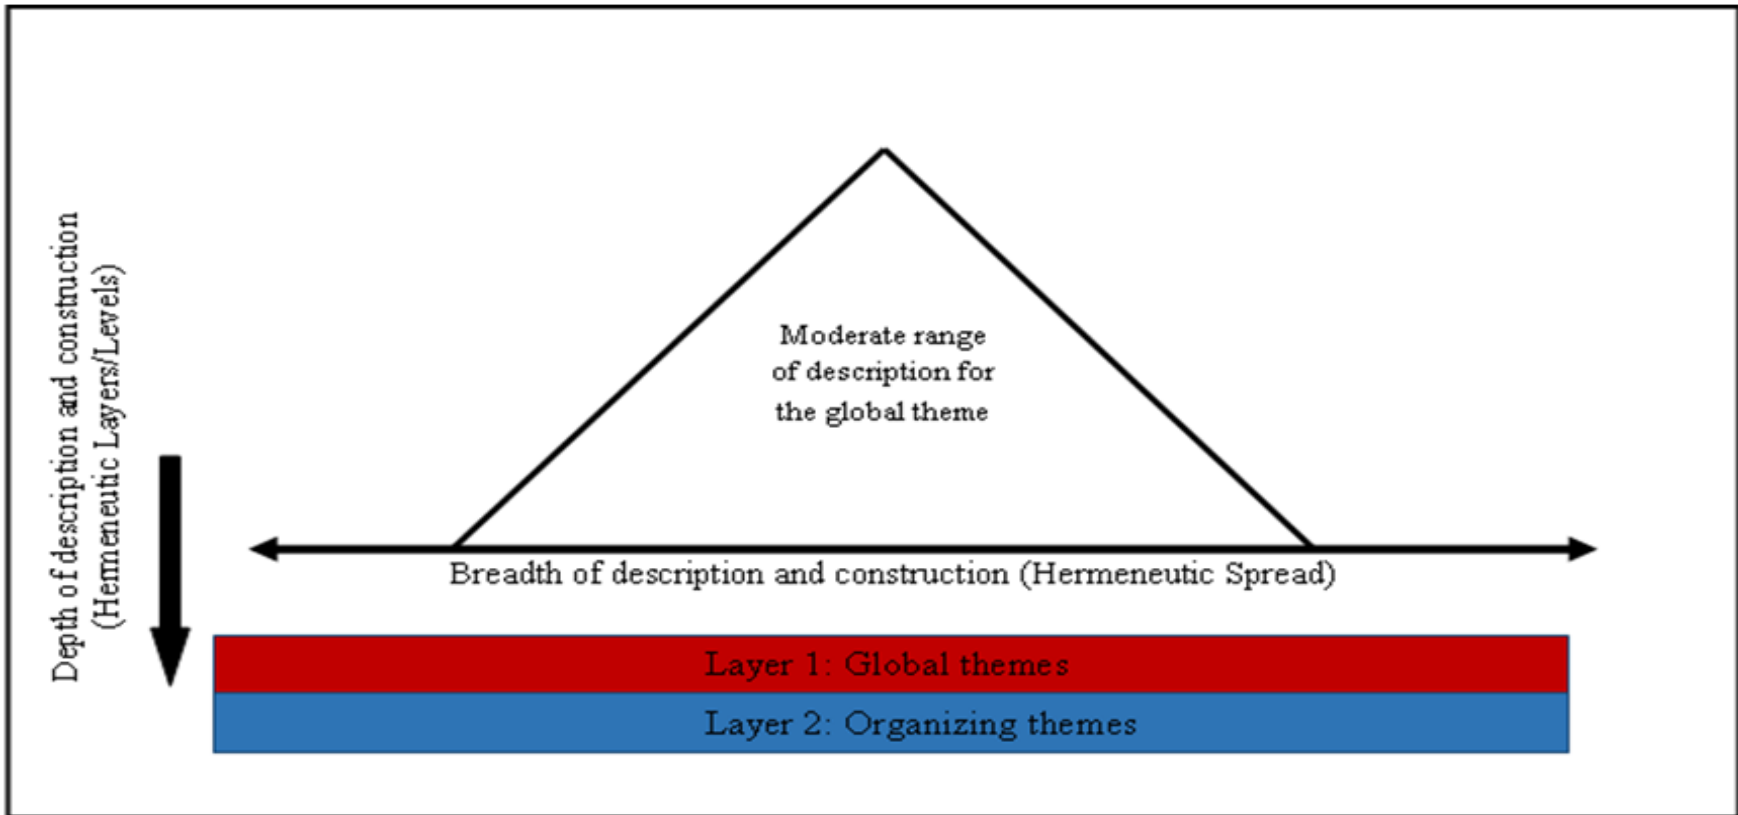 Depth of description and construction
(Hermeneutic Layers/Levels)
Moderate range
of description for
the global theme
Breadth of description and construction (Hermeneutic Spread)
Layer 1: Global themes
Layer 2: Organizing themes